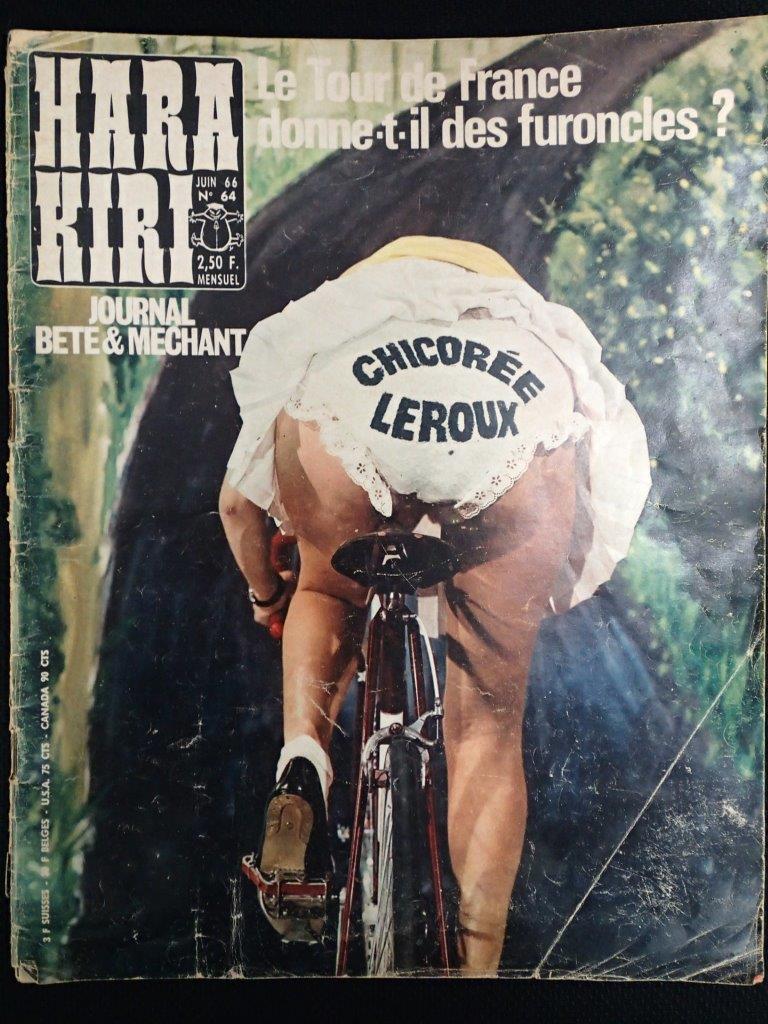 HARA
KIRI
JUIN 66
N° 64
2,50 F.
MENSUEL
JOURNAL
BETE & MECHANT
Le Tour de France
donne-t-il des furoncles ?
CHICORÉE
LEROUX
3 F SUISSES - F BELGES - U.S.A. 75 CTS - CANADA 90 CTS